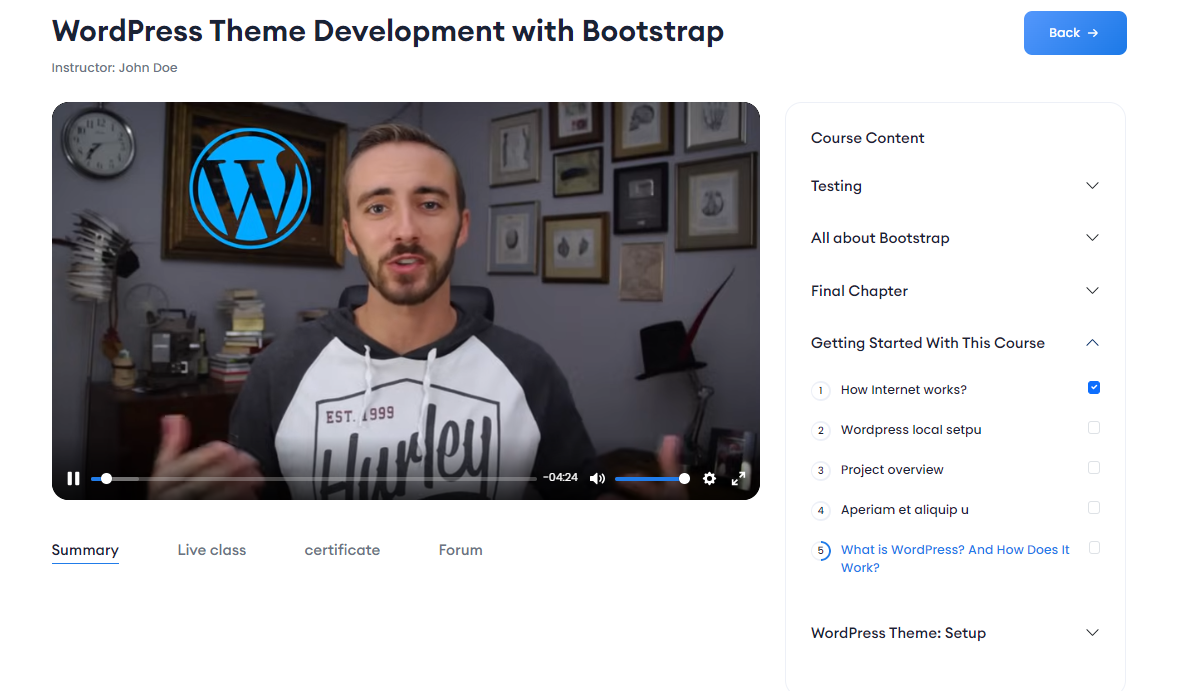 WordPress Theme Development with Bootstrap
Back →
Instructor: John Doe
EST. 1999
Hurley
-04:24
Summary
Live class
certificate
Forum
Course Content
Testing
All about Bootstrap
Final Chapter
Getting Started With This Course
1 How Internet works?
2 Wordpress local setpu
3 Project overview
4 Aperiam et aliquip u
5 What is WordPress? And How Does It
Work?
WordPress Theme: Setup